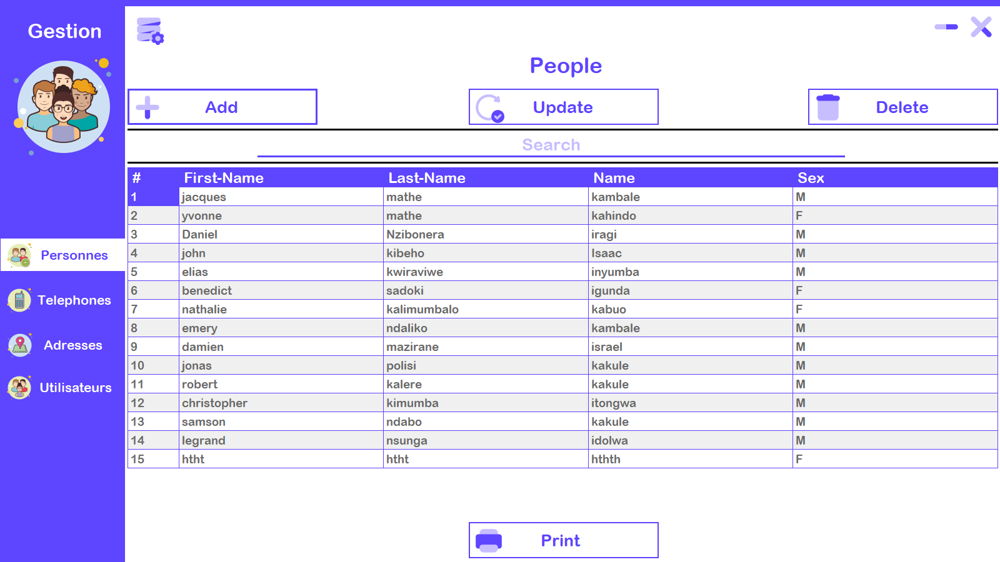 Gestion
People
Add
Update
Delete
Search
# First-Name Last-Name Name Sex
1 jacques mathe kambale M
2 yvonne mathe kahindo F
3 Daniel Nzibonera iragi M
4 john kibeho Isaac M
5 elias kwiraviwe inyumba M
6 benedict sadoki igunda F
7 nathalie kalimumbalo kabuo F
8 emery ndaliko kambale M
9 damien mazirane israel M
10 jonas polisi kakule M
11 robert kalere kakule M
12 christopher kimumba itongwa M
13 samson ndabo kakule M
14 legrand nsunga idolwa M
15 htht htht hthth F
Personnes
Telephones
Adresses
Utilisateurs
Print